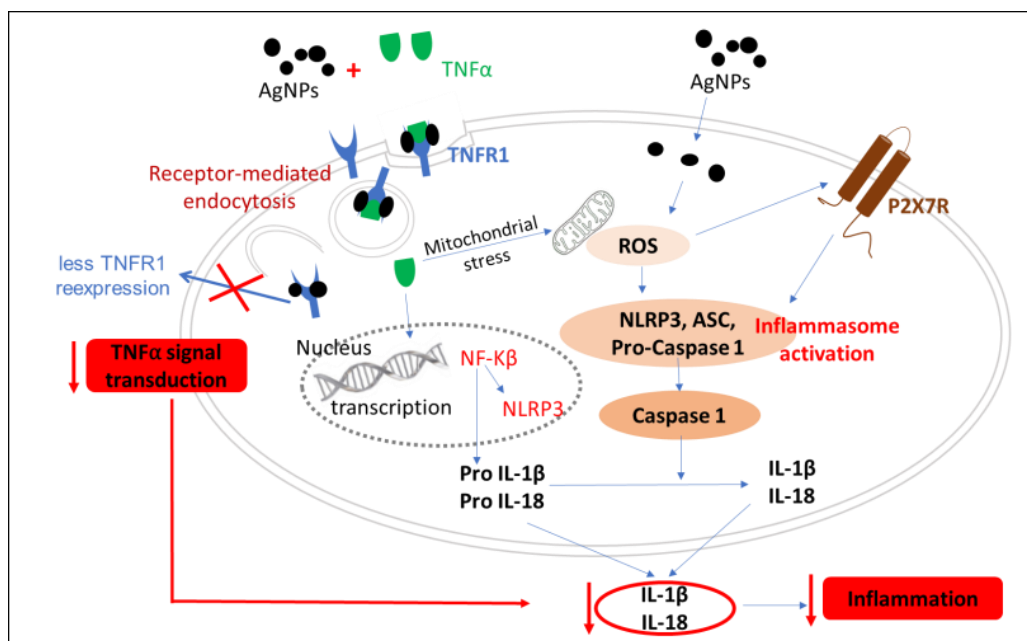 AgNPs
+
TNFα
AgNPs
TNFR1
Receptor-mediated
endocytosis
P2X7R
Mitochondrial
stress
ROS
less TNFR1
reexpression
NLRP3, ASC,
Pro-Caspase 1
Inflammasome
activation
TNFα signal
transduction
Nucleus
NF-Kβ
transcription
NLRP3
Caspase 1
Pro IL-1β
Pro IL-18
IL-1β
IL-18
IL-1β
IL-18
Inflammation